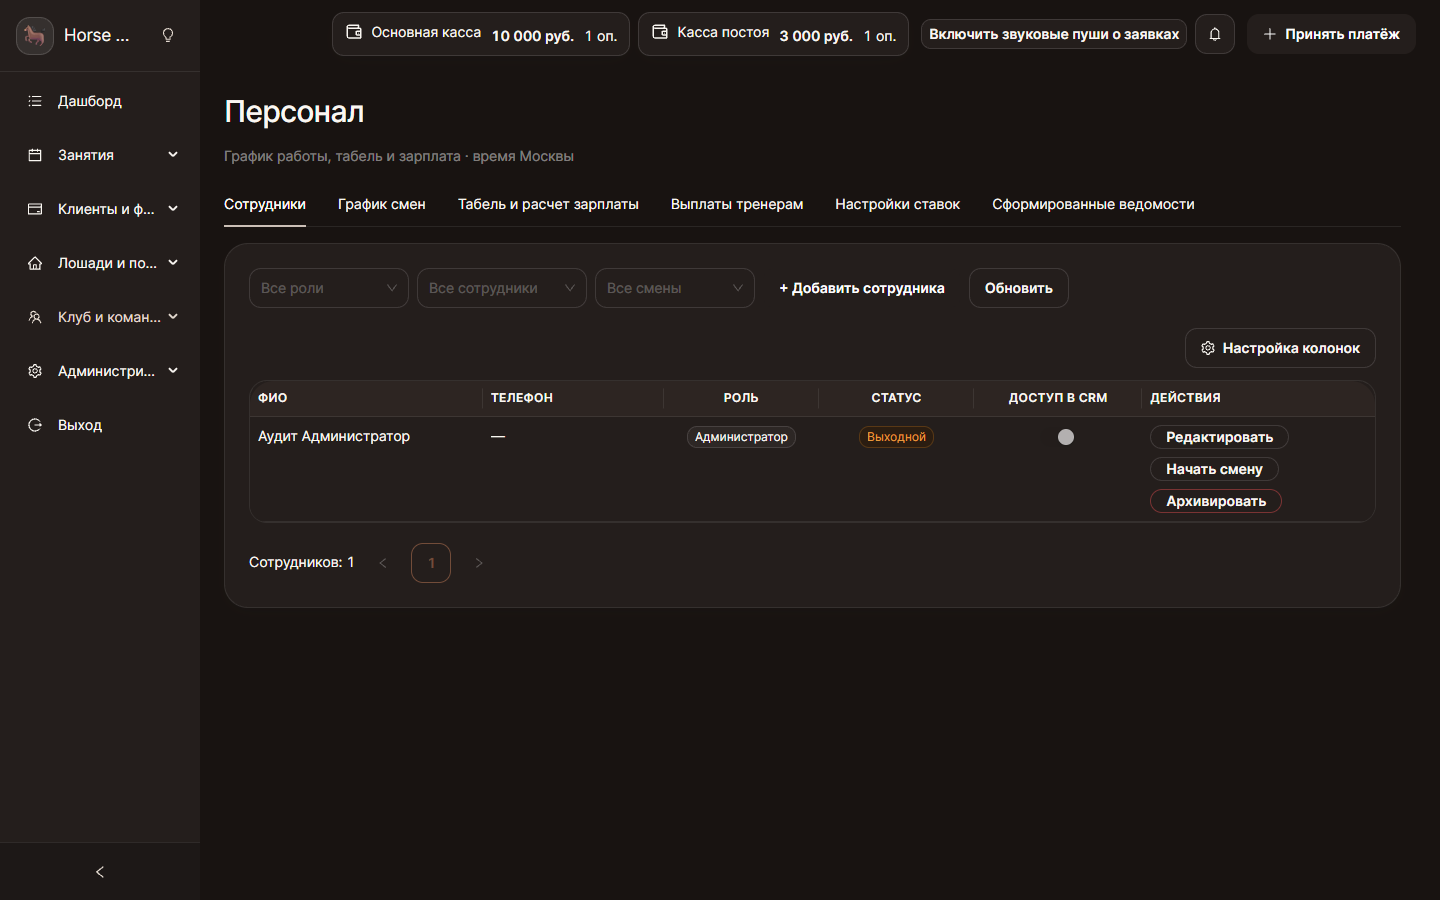 Horse ...
Основная касса 10 000 руб. 1 оп.
Касса постоя 3 000 руб. 1 оп.
Включить звуковые пуши о заявках
Принять платёж
Дашборд
Занятия
Клиенты и ф...
Лошади и по...
Клуб и коман...
Администри...
Выход
Персонал
График работы, табель и зарплата · время Москвы
Сотрудники График смен Табель и расчет зарплаты Выплаты тренерам Настройки ставок Сформированные ведомости
Все роли Все сотрудники Все смены + Добавить сотрудника Обновить
Настройка колонок
ФИО ТЕЛЕФОН РОЛЬ СТАТУС ДОСТУП В CRM ДЕЙСТВИЯ
Аудит Администратор — Администратор Выходной Редактировать
Начать смену
Архивировать
Сотрудников: 1 1